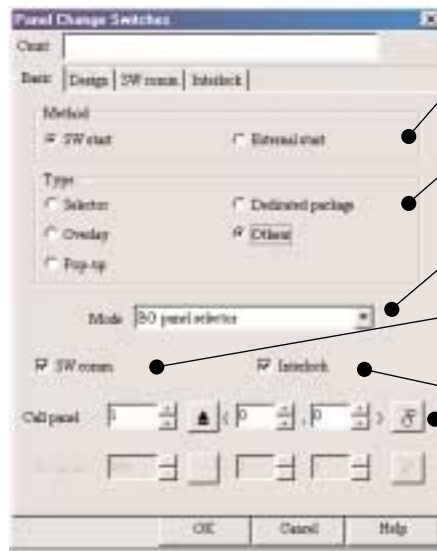 Panel Change Switches
Cmnt
Basic Design SW comm. Interlock
Method
SW start External start
Type
Selector Dedicated package
Overlay Others
Pop-up
Mode BO panel selector
SW comm. Interlock
Call panel 1 ( 0 , 0 )
OK Cancel Help